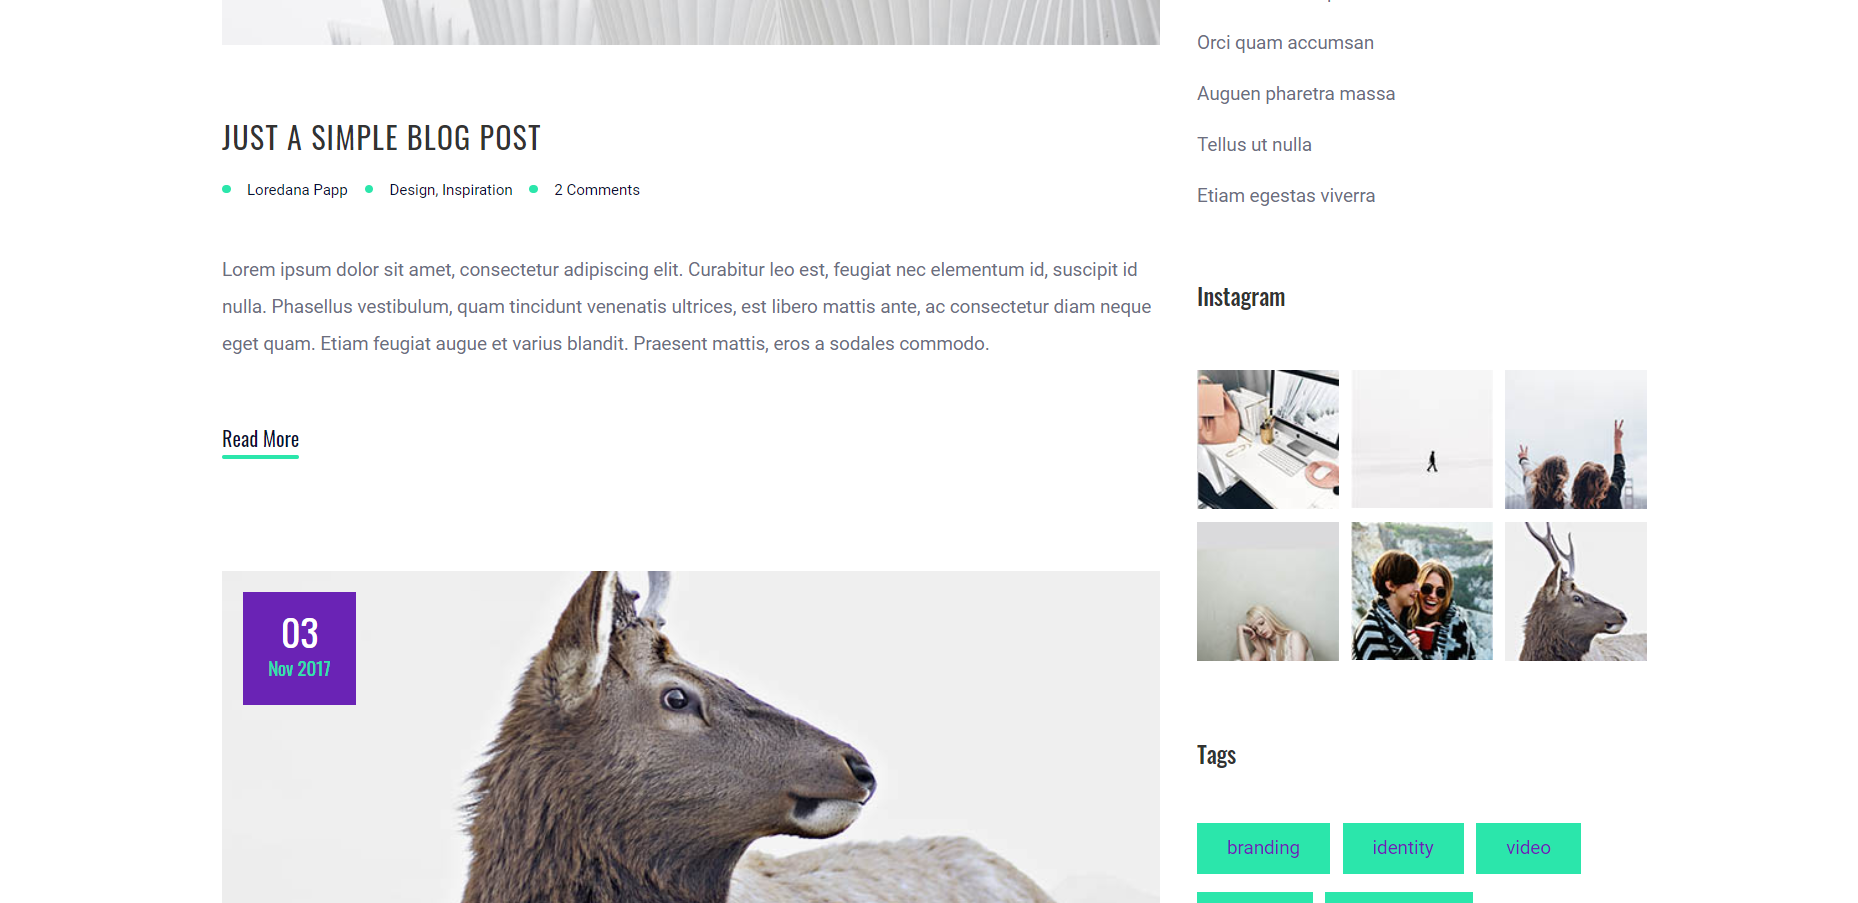 JUST A SIMPLE BLOG POST
Loredana Papp Design, Inspiration 2 Comments
Lorem ipsum dolor sit amet, consectetur adipiscing elit. Curabitur leo est, feugiat nec elementum id, suscipit id
nulla. Phasellus vestibulum, quam tincidunt venenatis ultrices, est libero mattis ante, ac consectetur diam neque
eget quam. Etiam feugiat augue et varius blandit. Praesent mattis, eros a sodales commodo.
Read More
03
Nov 2017
Orci quam accumsan
Auguen pharetra massa
Tellus ut nulla
Etiam egestas viverra
Instagram
Tags
branding
identity
video